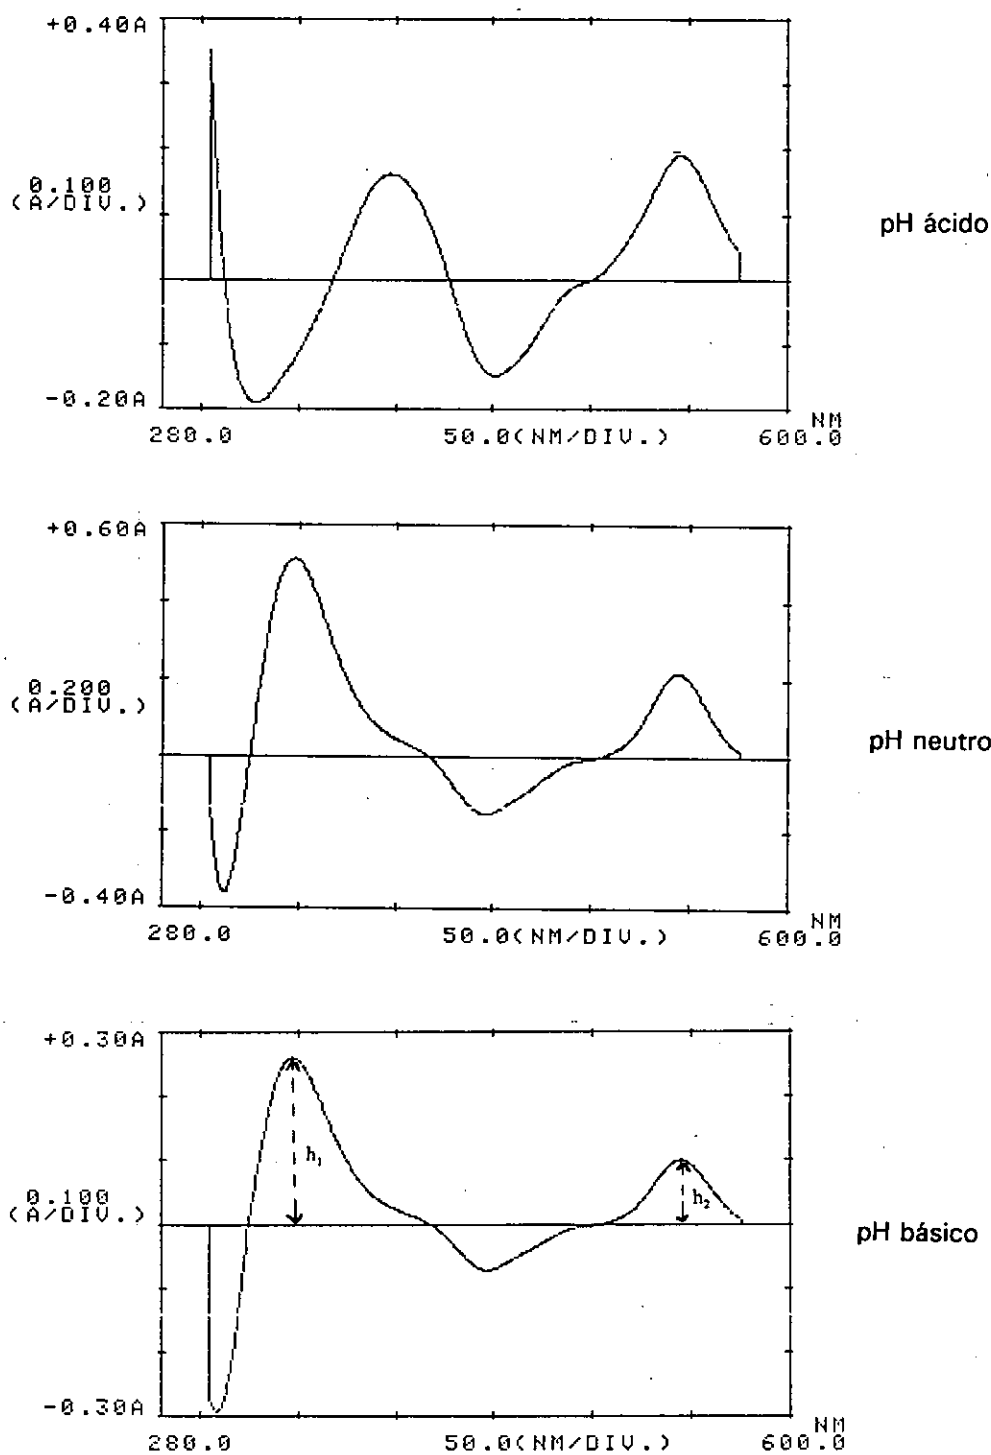 +0.40A
0.100
(A/DIV.)
pH ácido
-0.20A
NM
280.0 50.0(NM/DIV.) 600.0
+0.60A
0.200
(A/DIV.)
pH neutro
-0.40A
NM
280.0 50.0(NM/DIV.) 600.0
+0.30A
h₁
0.100
(A/DIV.)
h₂
pH básico
-0.30A
NM
280.0 50.0(NM/DIV.) 600.0